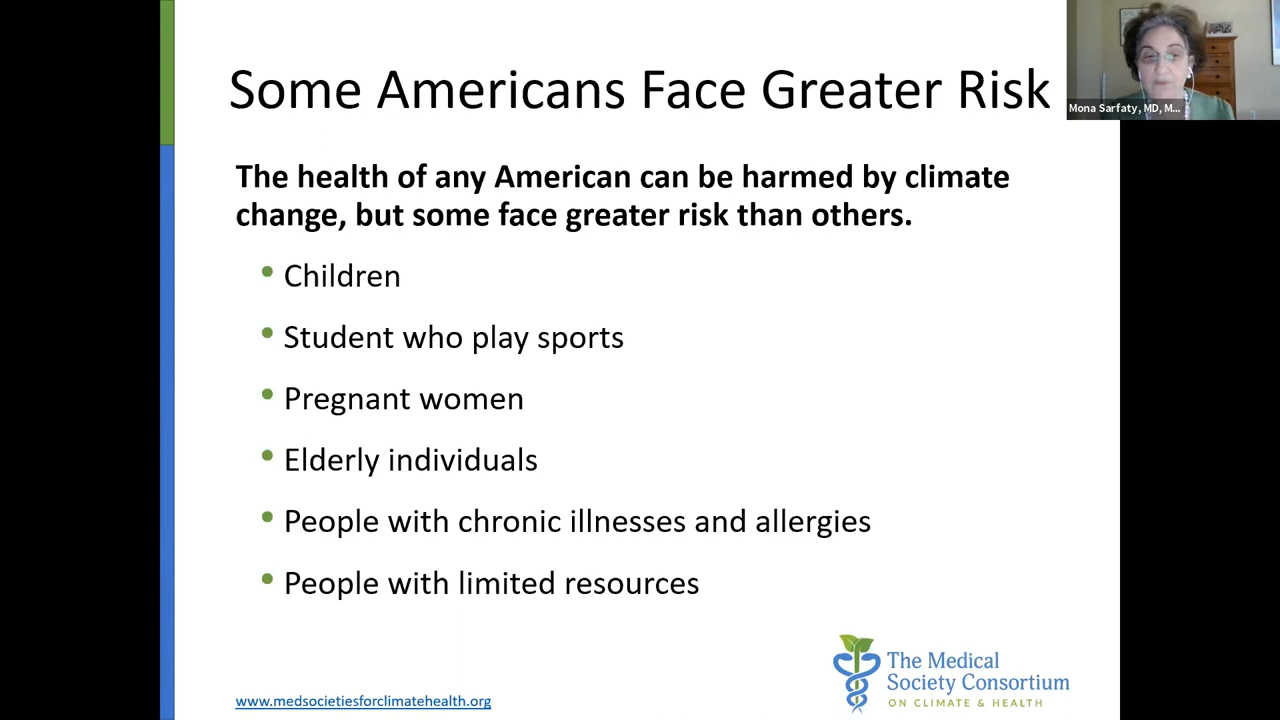 Some Americans Face Greater Risk
Mona Sarfaty, MD, M...
The health of any American can be harmed by climate
change, but some face greater risk than others.
• Children
• Student who play sports
• Pregnant women
• Elderly individuals
• People with chronic illnesses and allergies
• People with limited resources
www.medsocietiesforclimatehealth.org
The Medical
Society Consortium
ON CLIMATE & HEALTH